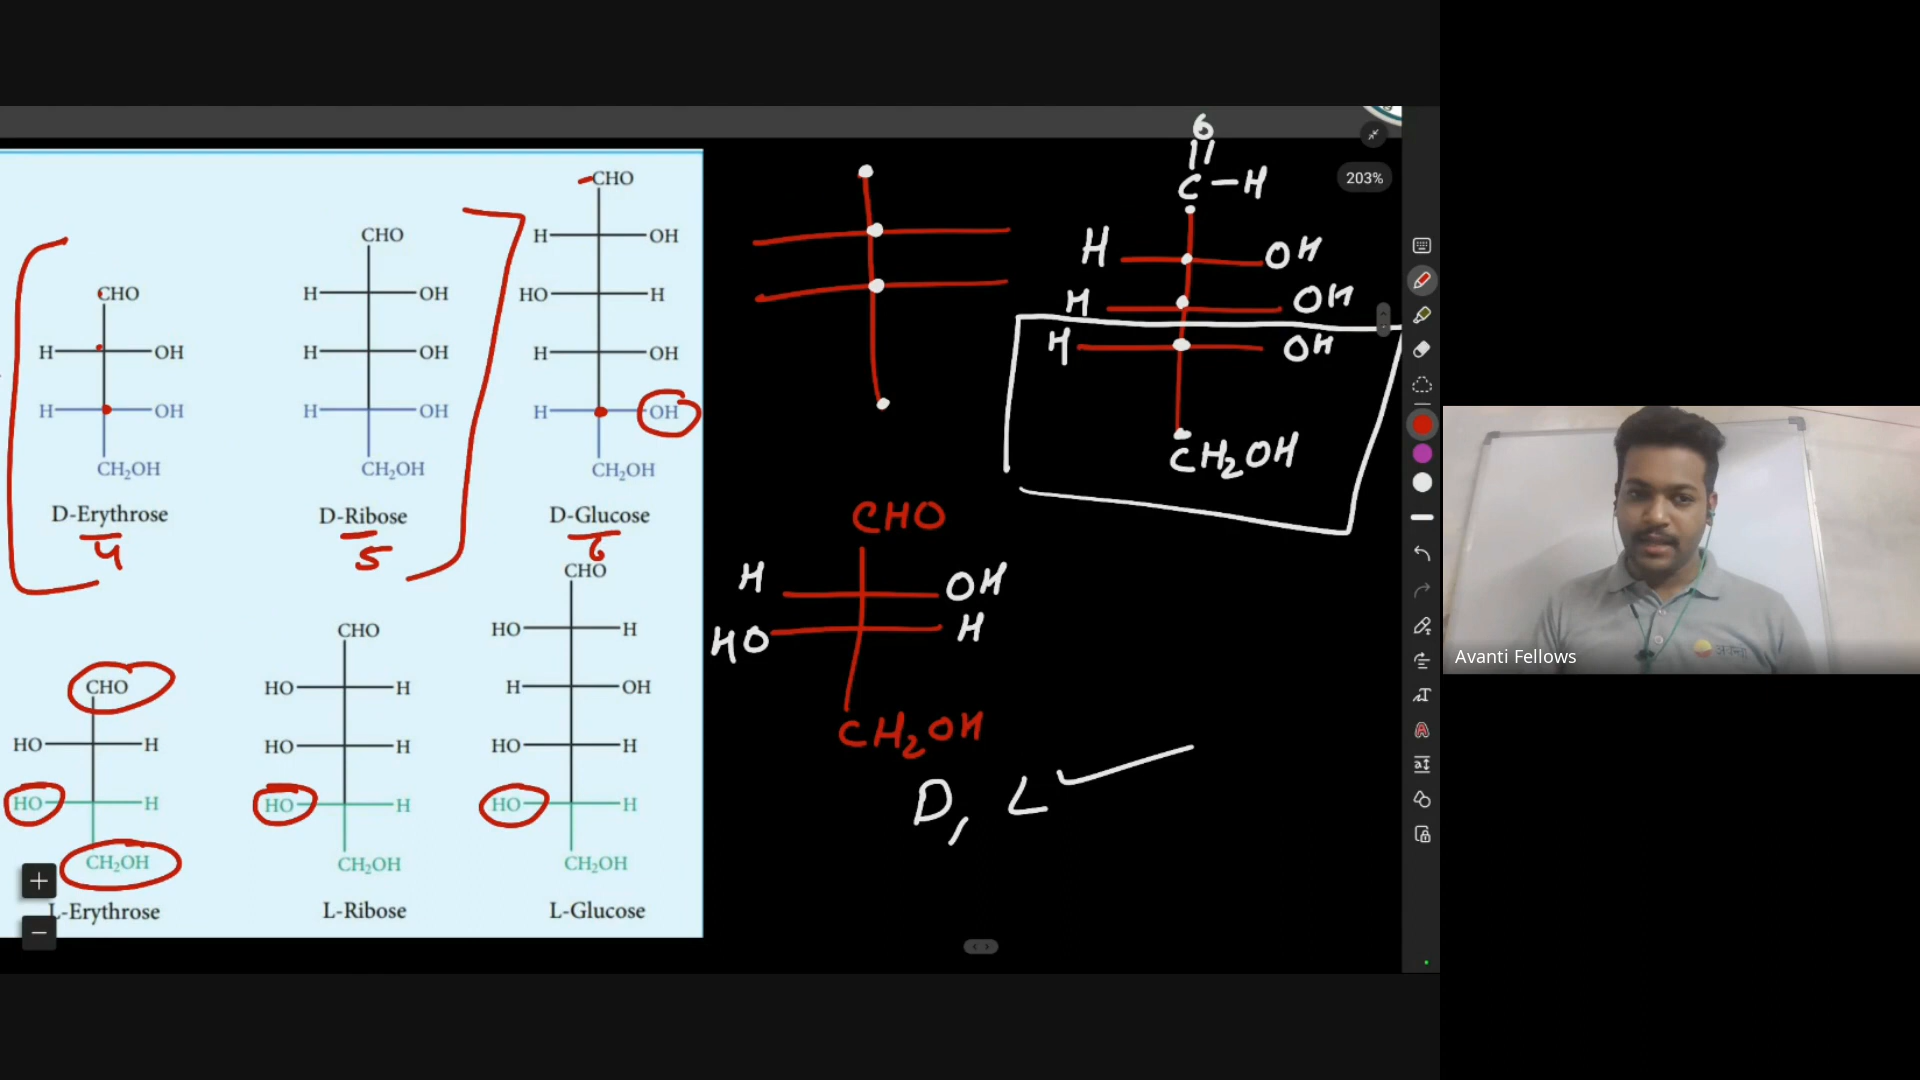 CHO
H OH
HO H
H OH
H OH
CH₂OH
D-Glucose
6
CHO
H OH
H OH
H OH
CH₂OH
D-Ribose
5
CHO
H OH
H OH
CH₂OH
D-Erythrose
4
CHO
HO H
HO H
CH₂OH
L-Erythrose
CHO
HO H
HO H
HO H
CH₂OH
L-Ribose
CHO
HO H
H OH
HO H
HO H
CH₂OH
L-Glucose
O
C-H
H OH
H OH
H OH
CH₂OH
CHO
H OH
HO H
CH₂OH
D, L
203%
Avanti Fellows